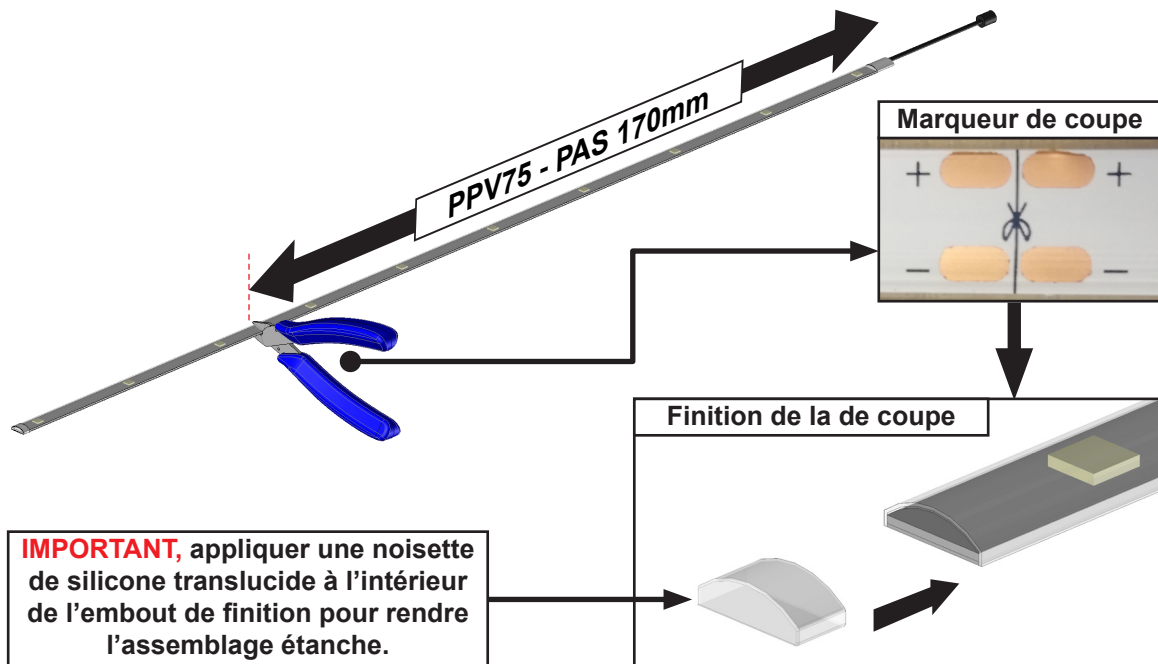 PPV75 - PAS 170mm
Marqueur de coupe
+ +
− −
Finition de la de coupe
IMPORTANT, appliquer une noisette
de silicone translucide à l’intérieur
de l’embout de finition pour rendre
l’assemblage étanche.